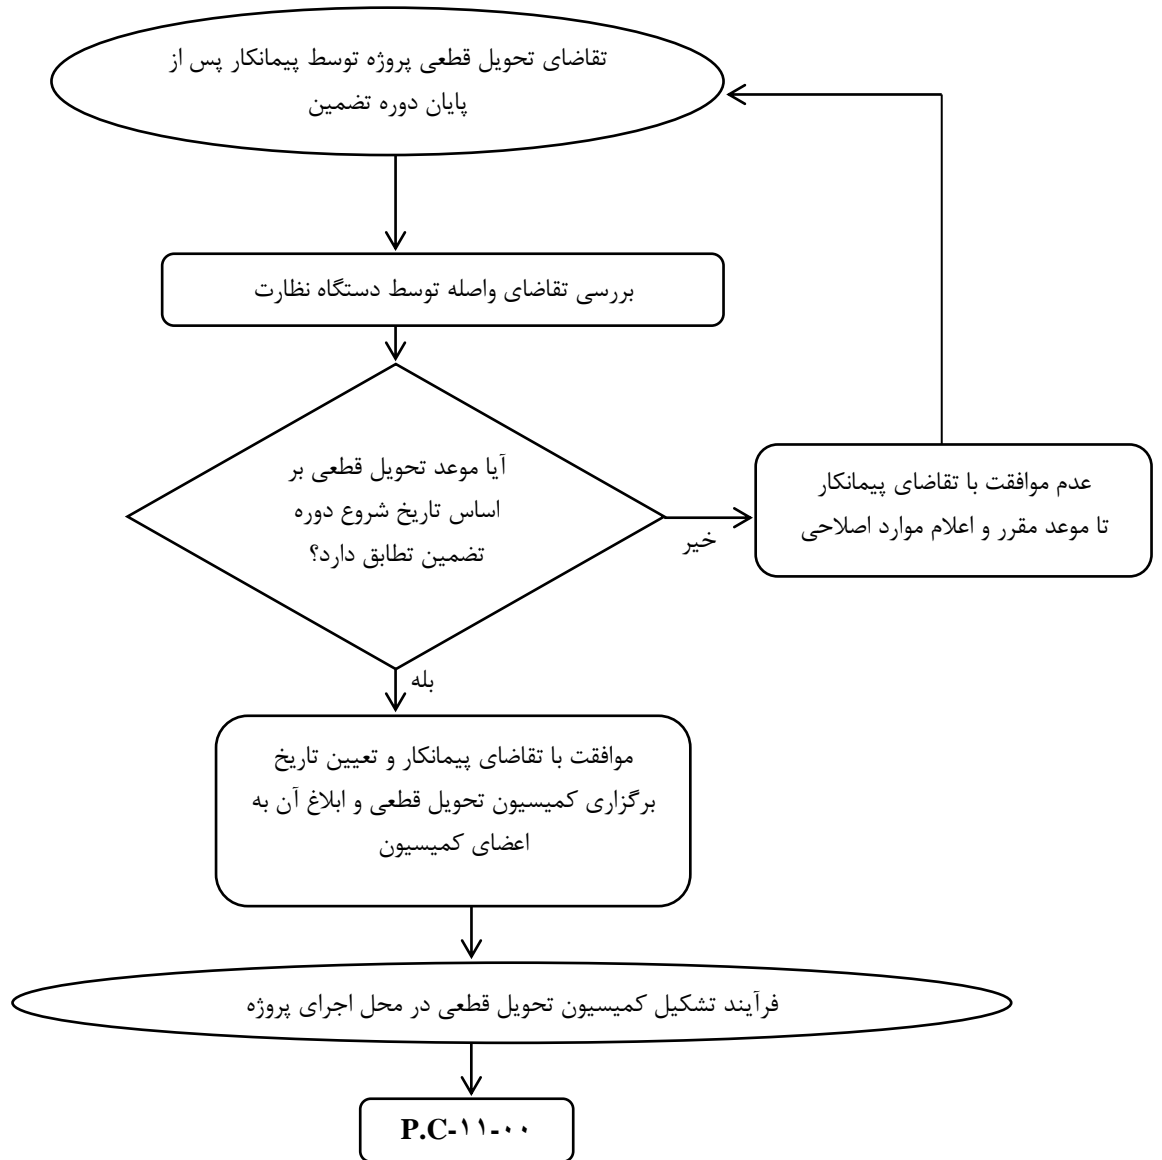 تقاضای تحویل قطعی پروژه توسط پیمانکار پس از
پایان دوره تضمین
بررسی تقاضای واصله توسط دستگاه نظارت
آیا موعد تحویل قطعی بر
اساس تاریخ شروع دوره
تضمین تطابق دارد؟
خیر
عدم موافقت با تقاضای پیمانکار
تا موعد مقرر و اعلام موارد اصلاحی
بله
موافقت با تقاضای پیمانکار و تعیین تاریخ
برگزاری کمیسیون تحویل قطعی و ابلاغ آن به
اعضای کمیسیون
فرآیند تشکیل کمیسیون تحویل قطعی در محل اجرای پروژه
P.C-۱۱-۰۰